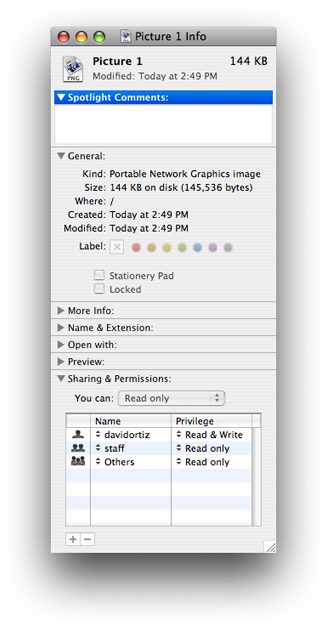 Picture 1 Info
PNG
Picture 1 144 KB
Modified: Today at 2:49 PM
Spotlight Comments:
General:
Kind: Portable Network Graphics image
Size: 144 KB on disk (145,536 bytes)
Where: /
Created: Today at 2:49 PM
Modified: Today at 2:49 PM
Label:
Stationery Pad
Locked
More Info:
Name & Extension:
Open with:
Preview:
Sharing & Permissions:
You can: Read only
Name Privilege
davidortiz Read & Write
staff Read only
Others Read only